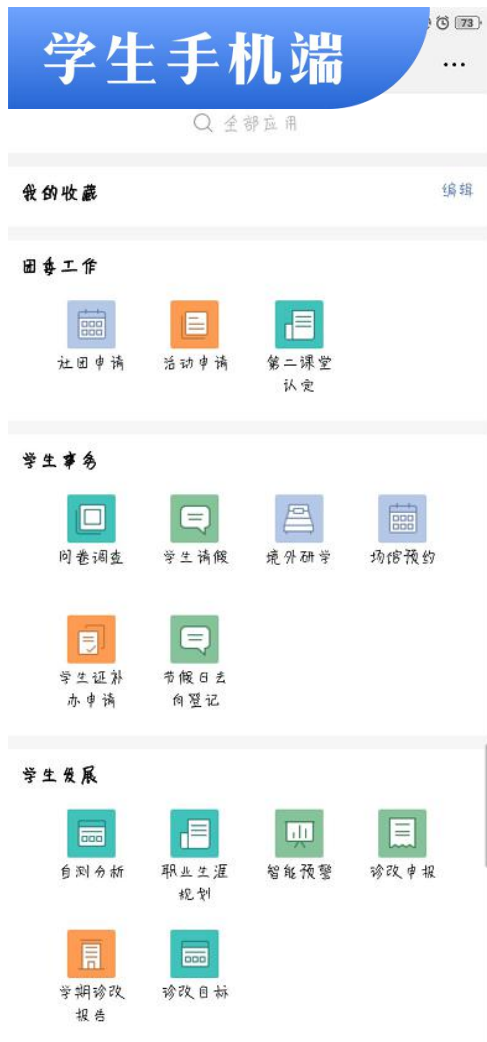 学生手机端
73
全部应用
我的收藏 编辑
团委工作
社团申请 活动申请 第二课堂
认定
学生事务
问卷调查 学生请假 境外研学 场馆预约
学生证补 节假日去
办申请 向登记
学生发展
自测分析 职业生涯 智能预警 诊改申报
规划
学期诊改 诊改目标
报告